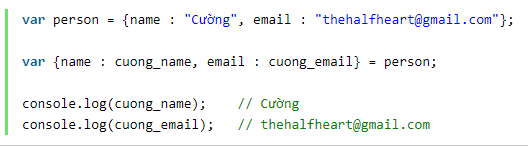 var person = {name : "Cường", email : "thehalfheart@gmail.com"};
var {name : cuong_name, email : cuong_email} = person;
console.log(cuong_name);    // Cường
console.log(cuong_email);   // thehalfheart@gmail.com